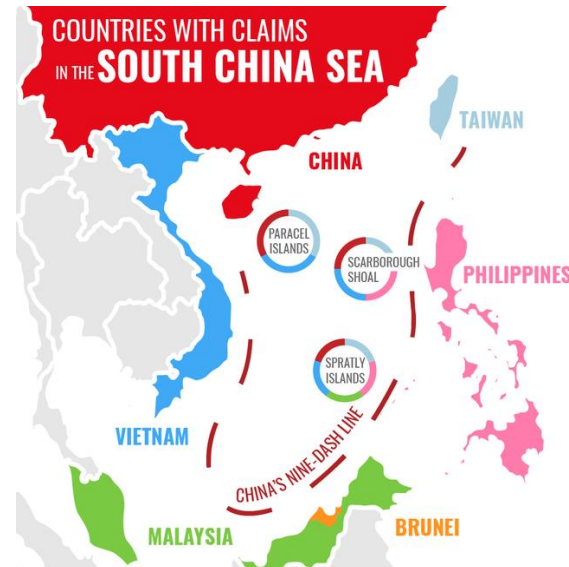 COUNTRIES WITH CLAIMS
IN THE SOUTH CHINA SEA
TAIWAN
CHINA
PARACEL
ISLANDS
SCARBOROUGH
SHOAL
PHILIPPINES
SPRATLY
ISLANDS
VIETNAM
CHINA'S NINE-DASH LINE
MALAYSIA
BRUNEI